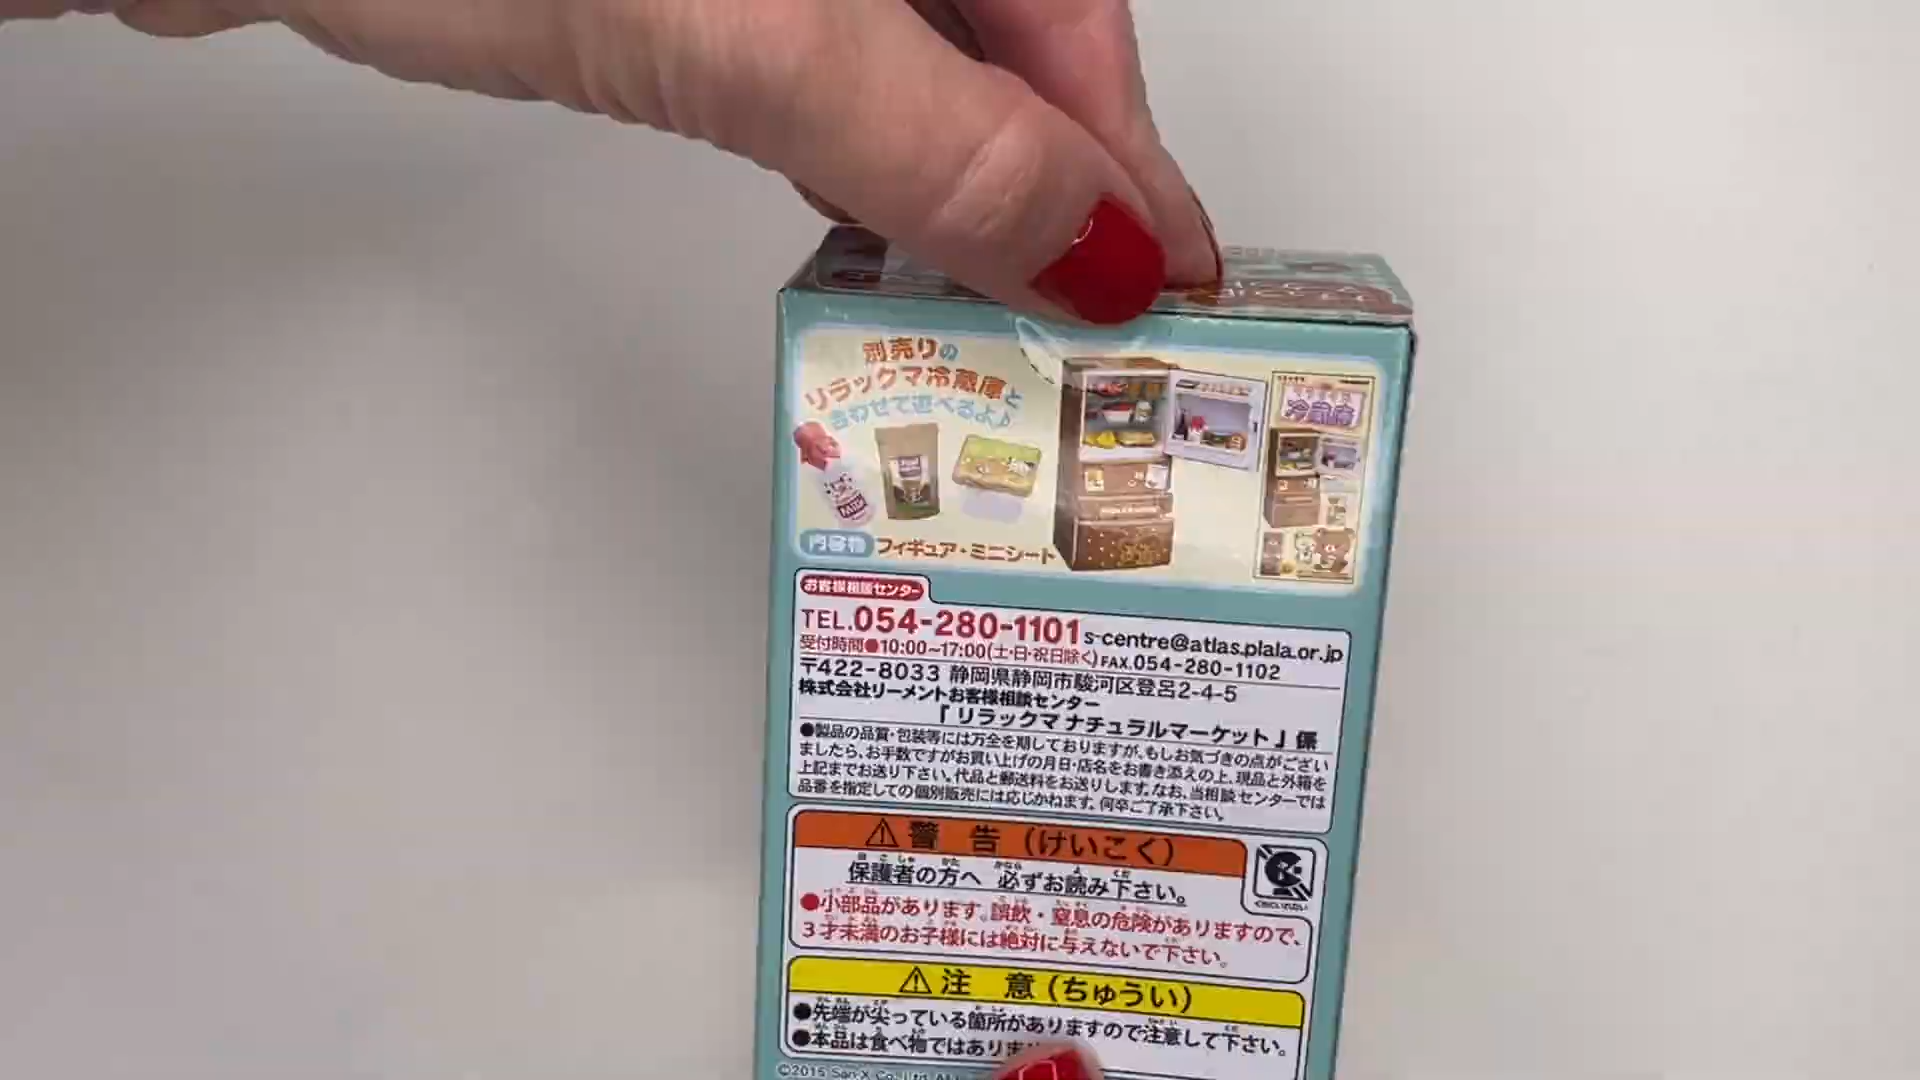 別売りの
リラックマ冷蔵庫と
合わせて遊べるよ♪
冷蔵庫
MILK
内容物 フィギュア・ミニシート
お客様相談センター
TEL.054-280-1101 s-centre@atlas.plala.or.jp
受付時間●10:00~17:00(土・日・祝日除く) FAX.054-280-1102
〒422-8033 静岡県静岡市駿河区登呂2-4-5
株式会社リーメントお客様相談センター
「リラックマ ナチュラルマーケット」係
●製品の品質・包装等には万全を期しておりますが、もしお気づきの点がござい
ましたら、お手数ですがお買い上げの月日・店名をお書き添えの上、現品と外箱を
上記までお送り下さい。代品と郵送料をお送りします。なお、当相談センターでは
品番を指定しての個別販売には応じかねます。何卒ご了承下さい。
⚠警 告(けいこく)
保護者の方へ 必ずお読み下さい。
●小部品があります。誤飲・窒息の危険がありますので、
3才未満のお子様には絶対に与えないで下さい。
⚠注 意(ちゅうい)
●先端が尖っている箇所がありますので注意して下さい。
●本品は食べ物ではありま
©2015 San-X Co., Ltd.